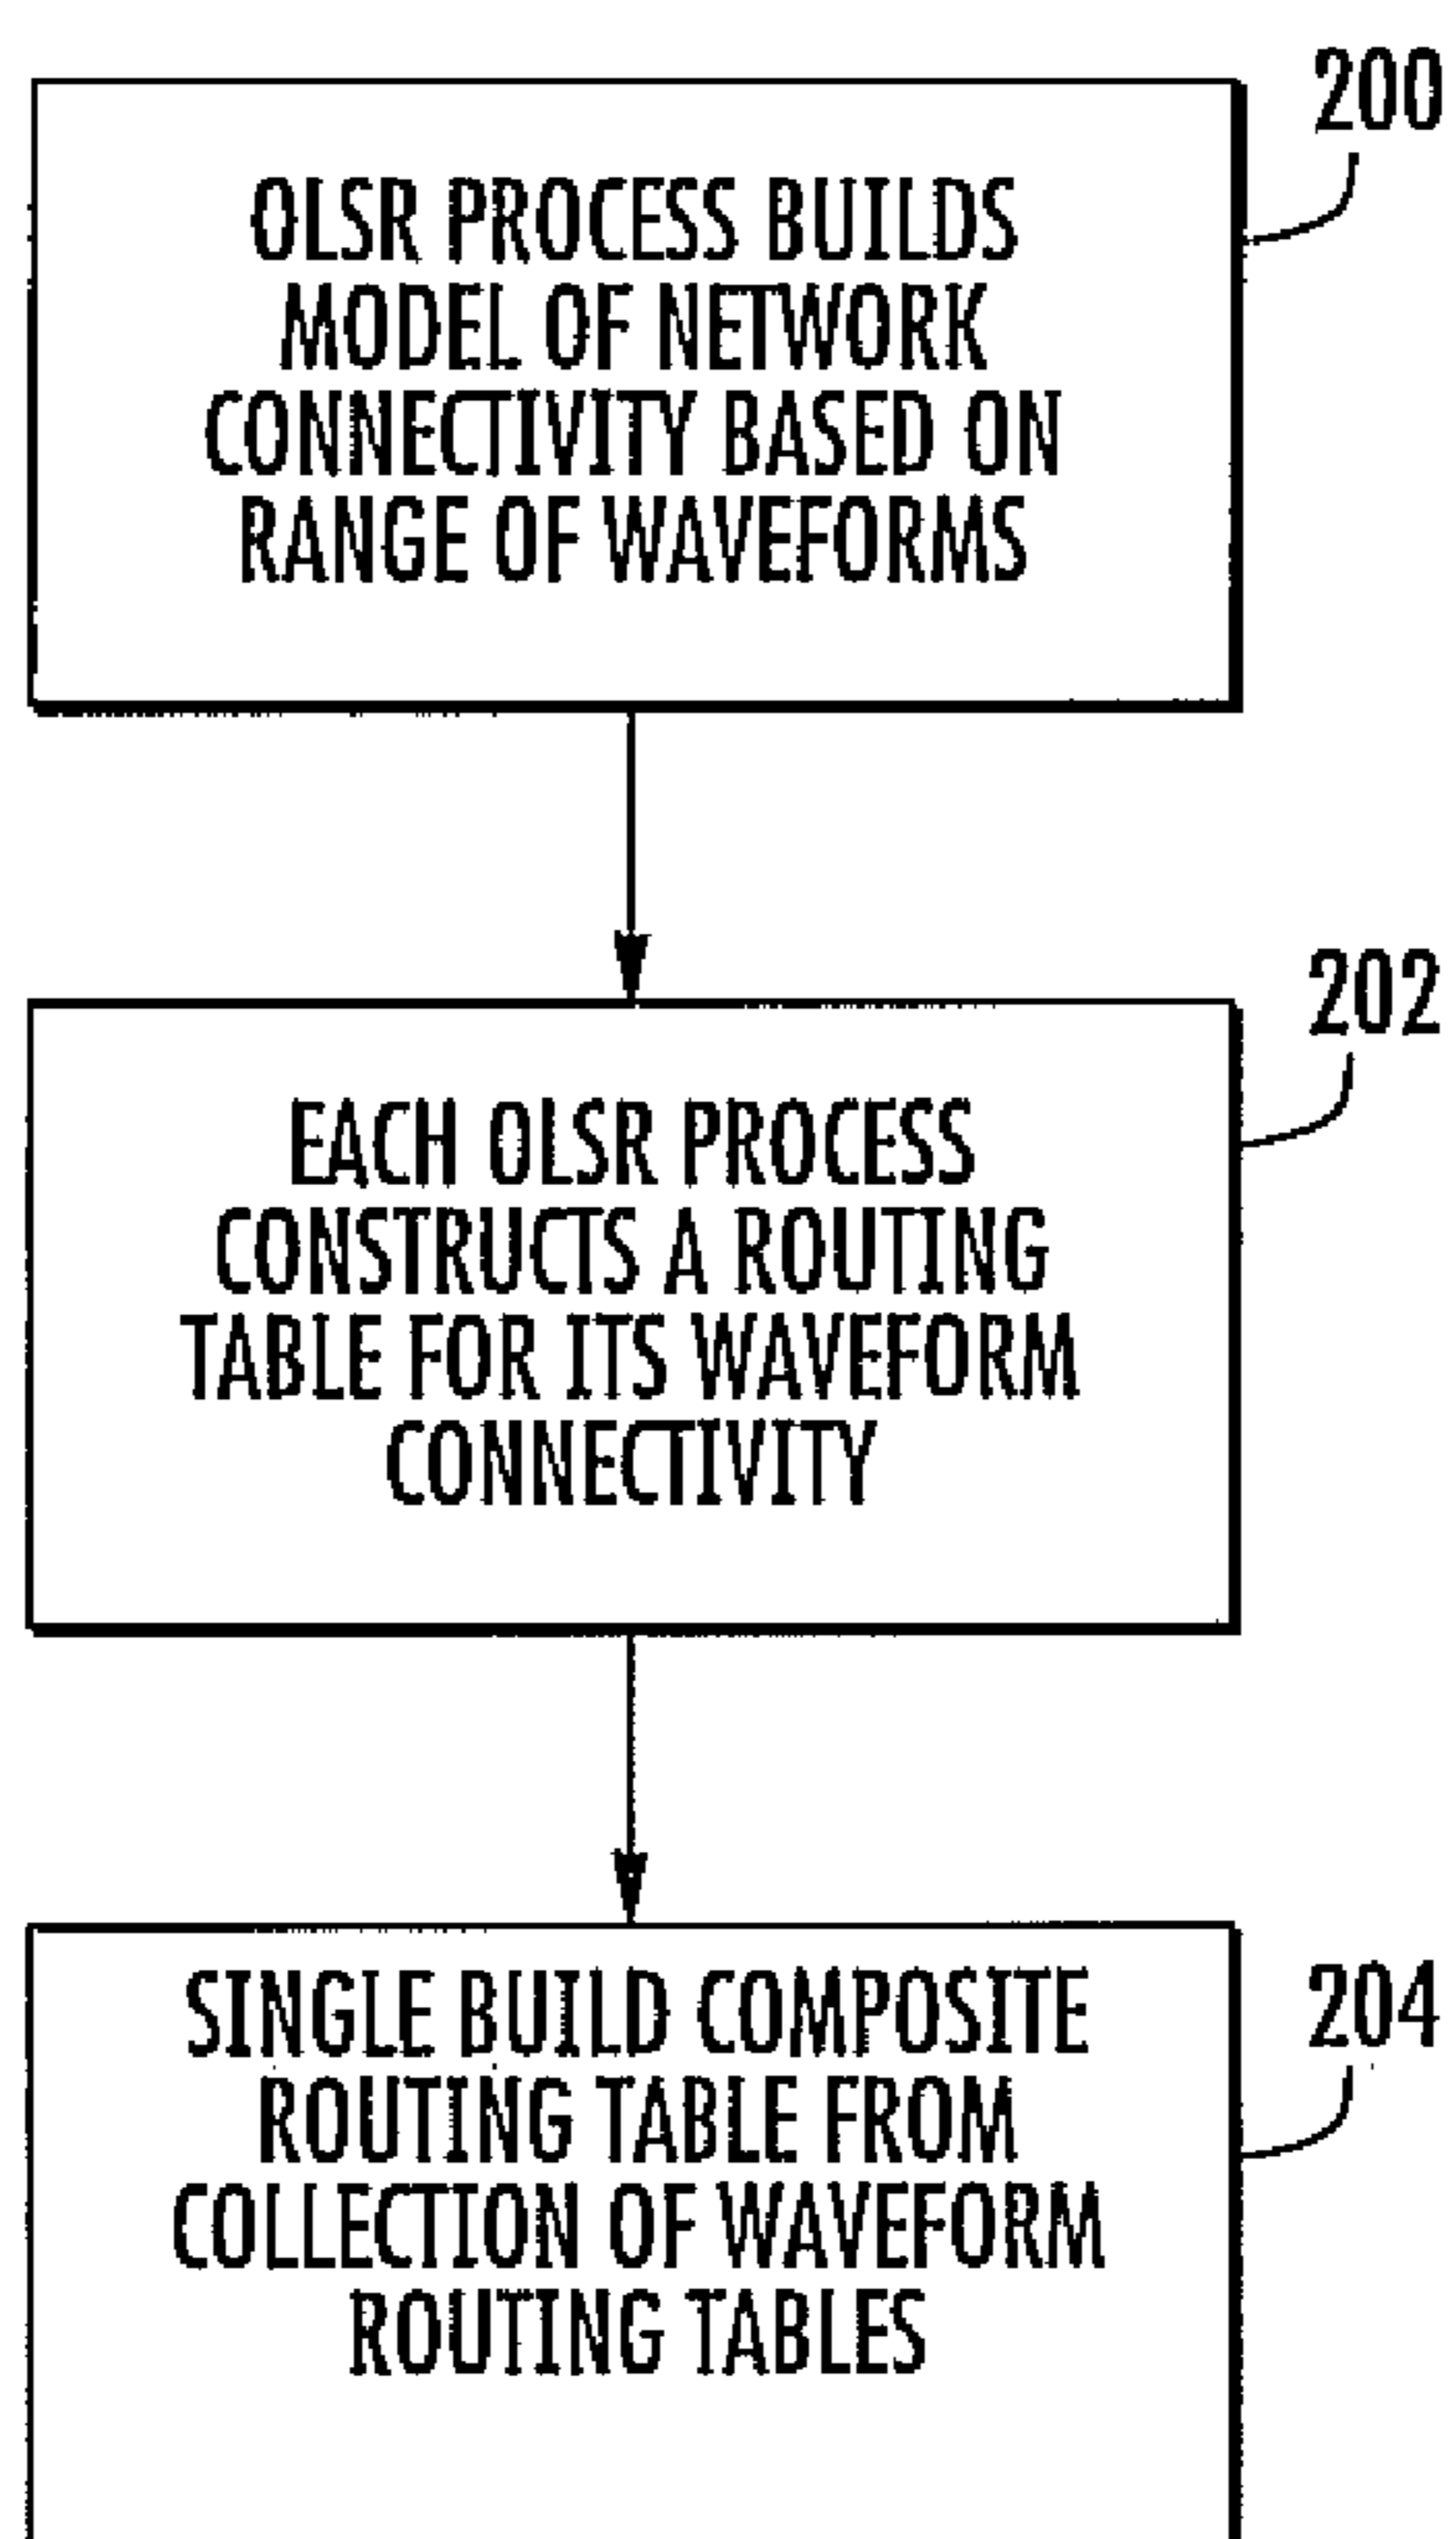 200
OLSR PROCESS BUILDS
MODEL OF NETWORK
CONNECTIVITY BASED ON
RANGE OF WAVEFORMS
202
EACH OLSR PROCESS
CONSTRUCTS A ROUTING
TABLE FOR ITS WAVEFORM
CONNECTIVITY
204
SINGLE BUILD COMPOSITE
ROUTING TABLE FROM
COLLECTION OF WAVEFORM
ROUTING TABLES